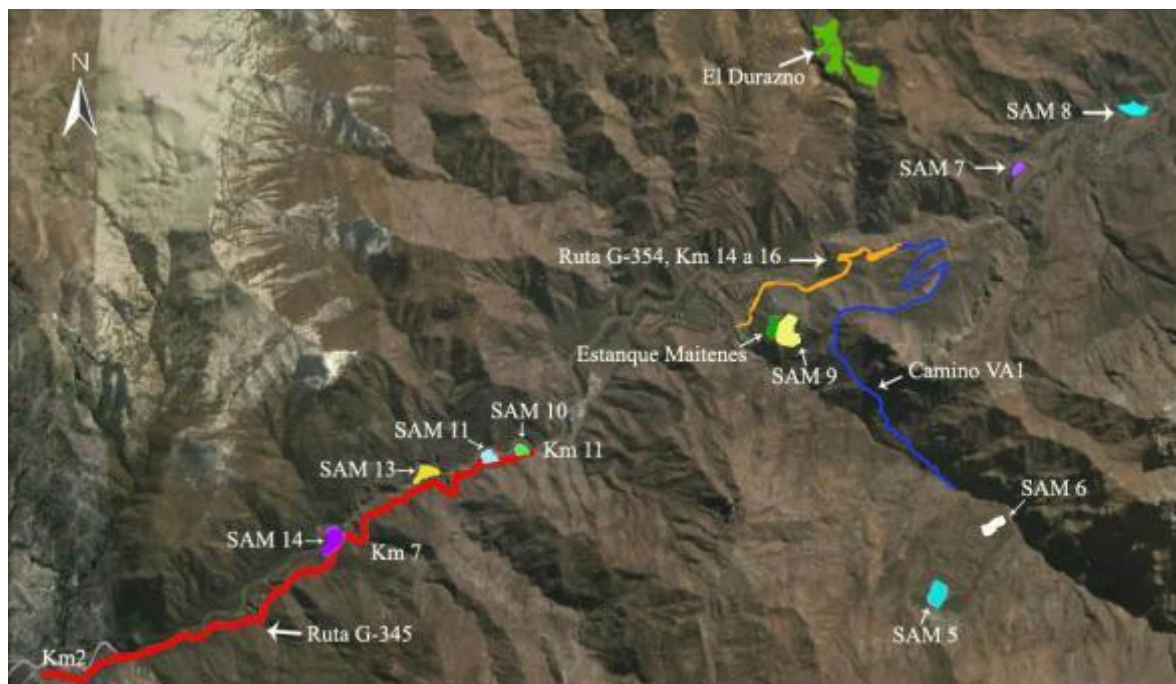 N
El Durazno
SAM 8
SAM 7
Ruta G-354, Km 14 a 16
Estanque Maitenes
SAM 9
Camino VA1
SAM 10
SAM 11
Km 11
SAM 13
SAM 6
SAM 14
Km 7
Ruta G-345
SAM 5
Km2